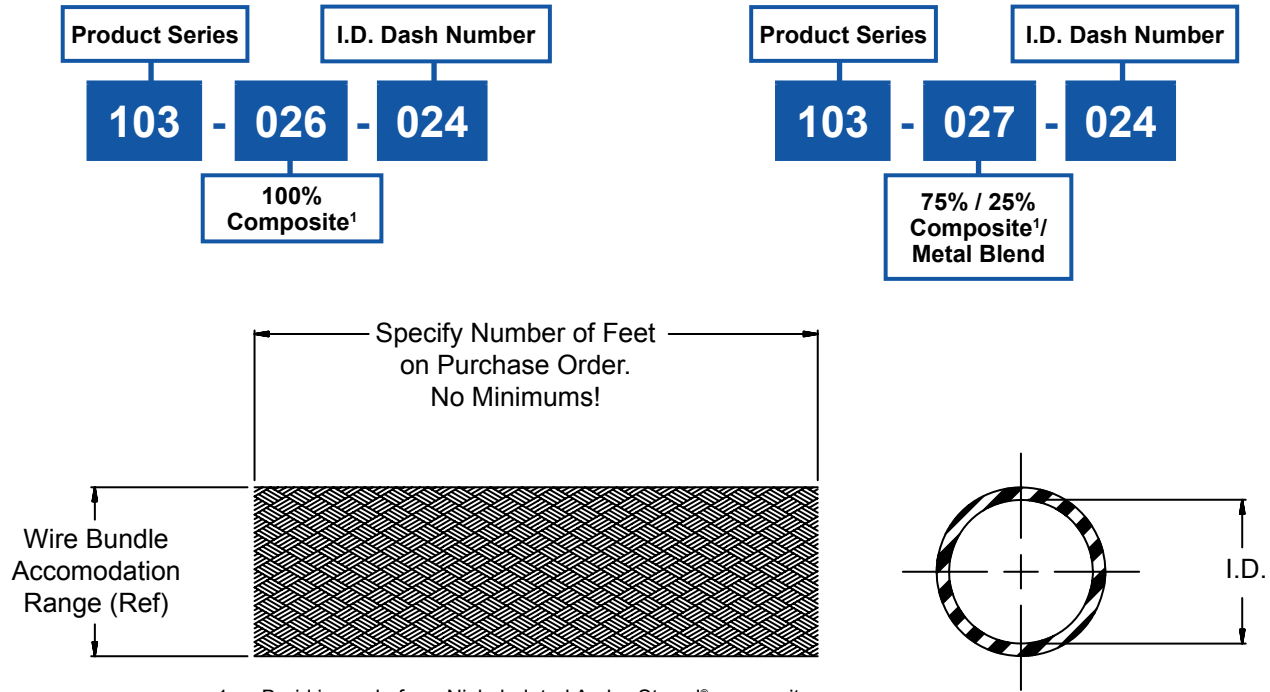 Product Series
I.D. Dash Number
103 - 026 - 024
100%
Composite¹
Product Series
I.D. Dash Number
103 - 027 - 024
75% / 25%
Composite¹/
Metal Blend
Specify Number of Feet
on Purchase Order.
No Minimums!
Wire Bundle
Accomodation
Range (Ref)
I.D.